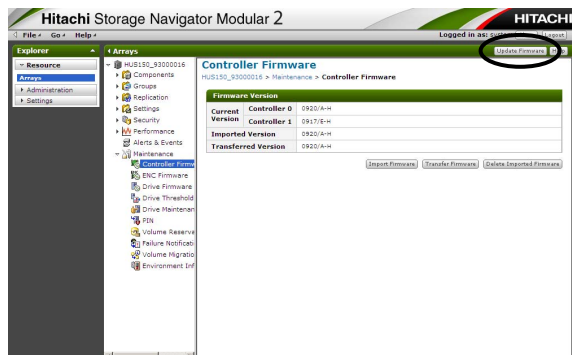 Hitachi Storage Navigator Modular 2
HITACHI
File Go Help
Logged in as: system
Logout
Explorer
Arrays
Update Firmware
Resource
Arrays
Administration
Settings
HUS150_93000016
Components
Groups
Replication
Settings
Security
Performance
Alerts & Events
Maintenance
Controller Firmw
ENC Firmware
Drive Firmware
Drive Threshold
Drive Maintenan
PIN
Volume Reserve
Failure Notificati
Volume Migratio
Environment Inf
Controller Firmware
HUS150_93000016 > Maintenance > Controller Firmware
Firmware Version
Current Version Controller 0 0920/A-H
Controller 1 0917/E-H
Imported Version 0920/A-H
Transferred Version 0920/A-H
Import Firmware Transfer Firmware Delete Imported Firmware